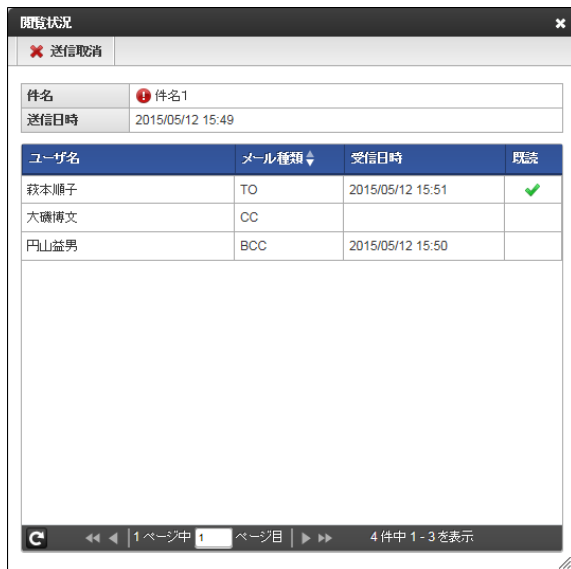 閲覧状況
送信取消
件名 件名1
送信日時 2015/05/12 15:49
ユーザ名 メール種類 受信日時 既読
萩本順子 TO 2015/05/12 15:51
大磯博文 CC
円山益男 BCC 2015/05/12 15:50
1 ページ中 1 ページ目 4 件中 1 - 3 を表示